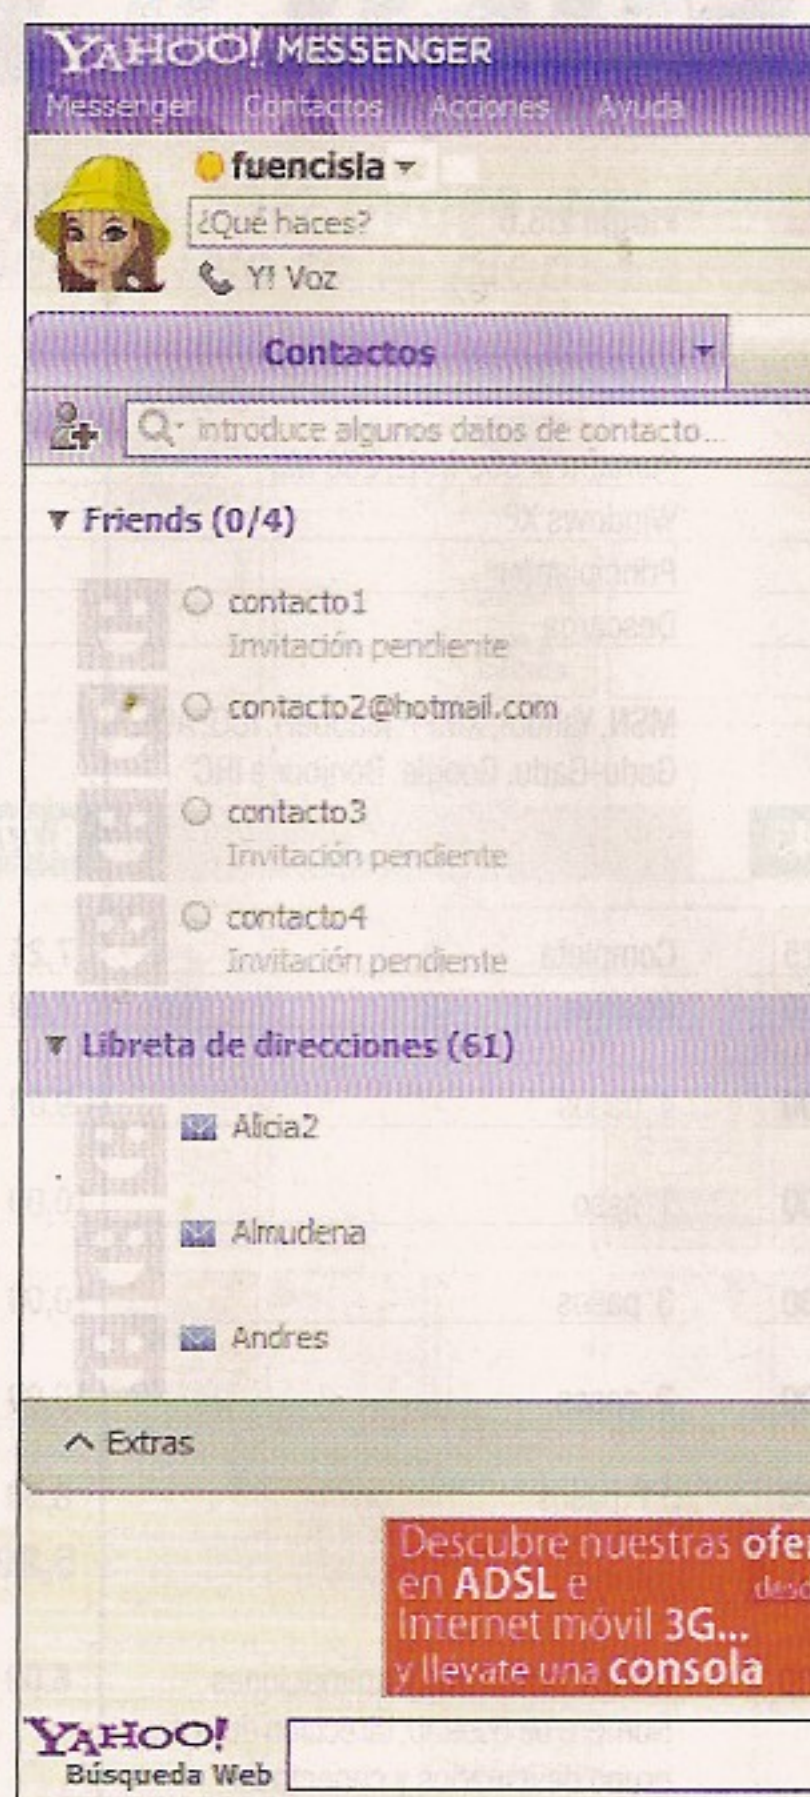 YAHOO! MESSENGER
Messenger Contactos Acciones Ayuda
fuencisla
¿Qué haces?
Y! Voz
Contactos
introduce algunos datos de contacto...
Friends (0/4)
contacto1
Invitación pendiente
contacto2@hotmail.com
contacto3
Invitación pendiente
contacto4
Invitación pendiente
Libreta de direcciones (61)
Alicia2
Almudena
Andres
Extras
Descubre nuestras
en ADSL e
Internet móvil 3G...
y llevate una consola
YAHOO!
Búsqueda Web